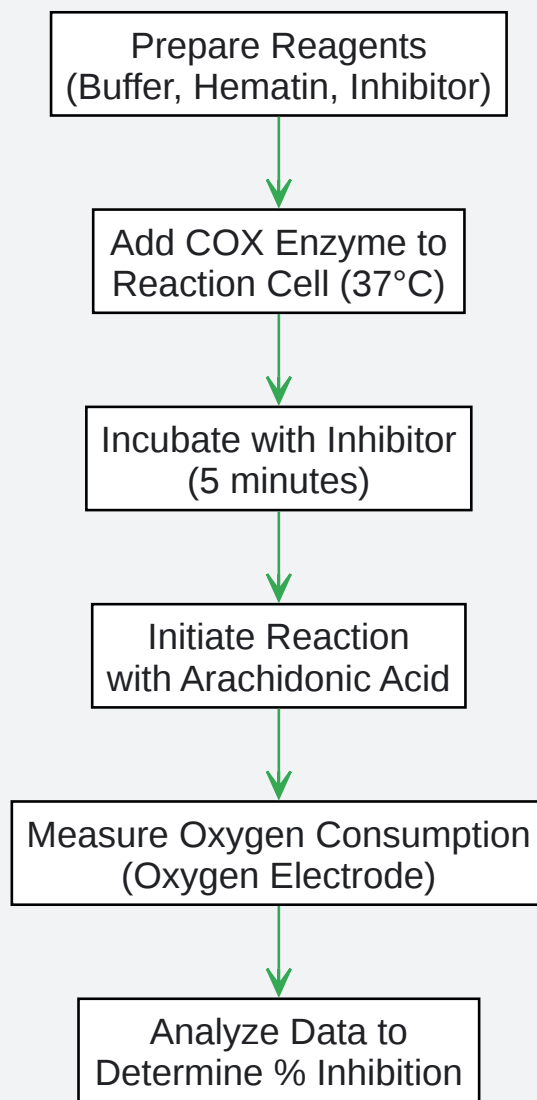 Prepare Reagents
(Buffer, Hematin, Inhibitor)
Add COX Enzyme to
Reaction Cell (37°C)
Incubate with Inhibitor
(5 minutes)
Initiate Reaction
with Arachidonic Acid
Measure Oxygen Consumption
(Oxygen Electrode)
Analyze Data to
Determine % Inhibition